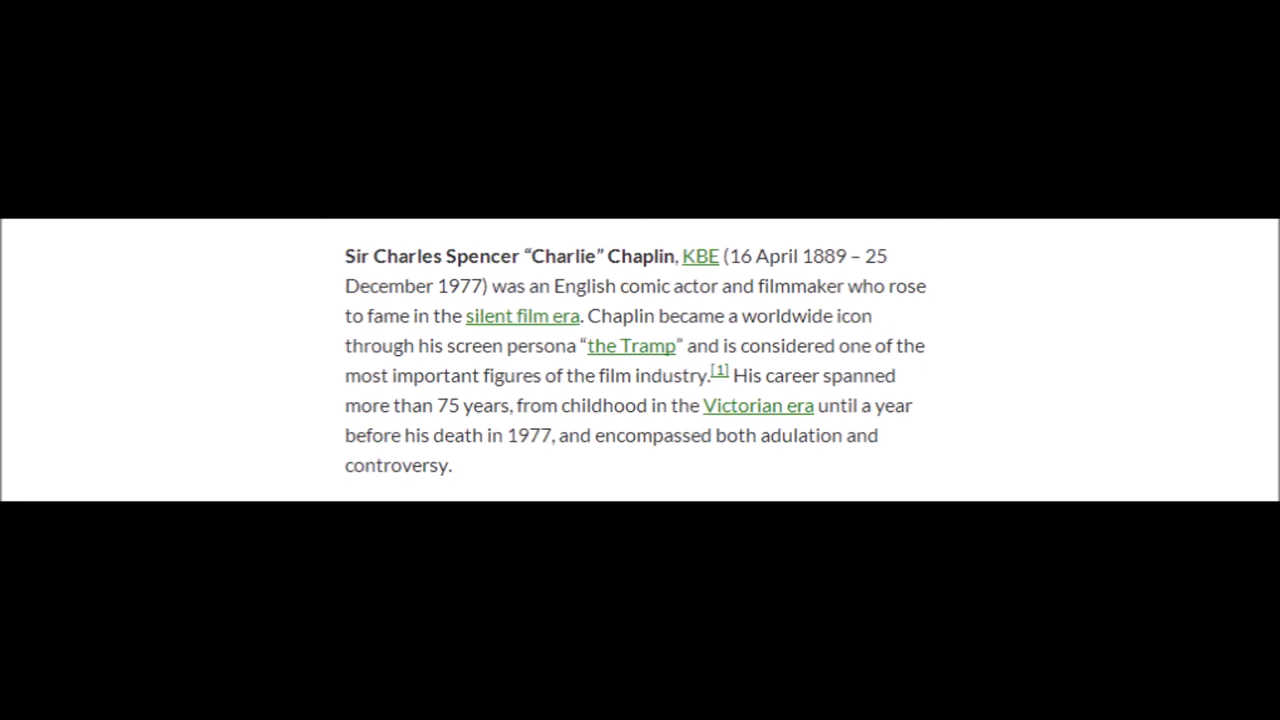 Sir Charles Spencer “Charlie” Chaplin, KBE (16 April 1889 – 25
December 1977) was an English comic actor and filmmaker who rose
to fame in the silent film era. Chaplin became a worldwide icon
through his screen persona “the Tramp” and is considered one of the
most important figures of the film industry.[1] His career spanned
more than 75 years, from childhood in the Victorian era until a year
before his death in 1977, and encompassed both adulation and
controversy.